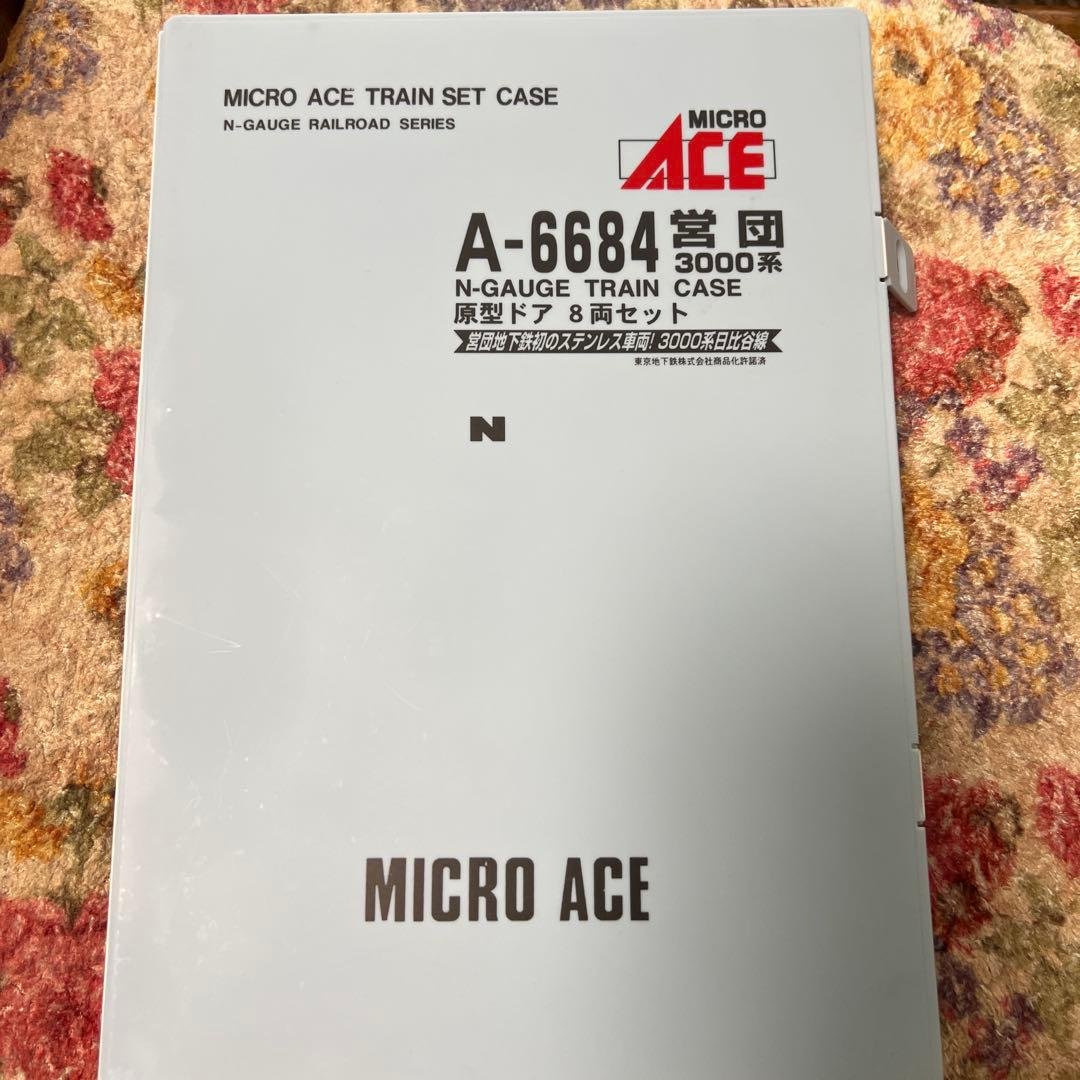 MICRO ACE TRAIN SET CASE
N-GAUGE RAILROAD SERIES
MICRO
ACE
A-6684 営団
3000系
N-GAUGE TRAIN CASE
原型ドア 8両セット
営団地下鉄初のステンレス車両! 3000系日比谷線
東京地下鉄株式会社商品化許諾済
N
MICRO ACE